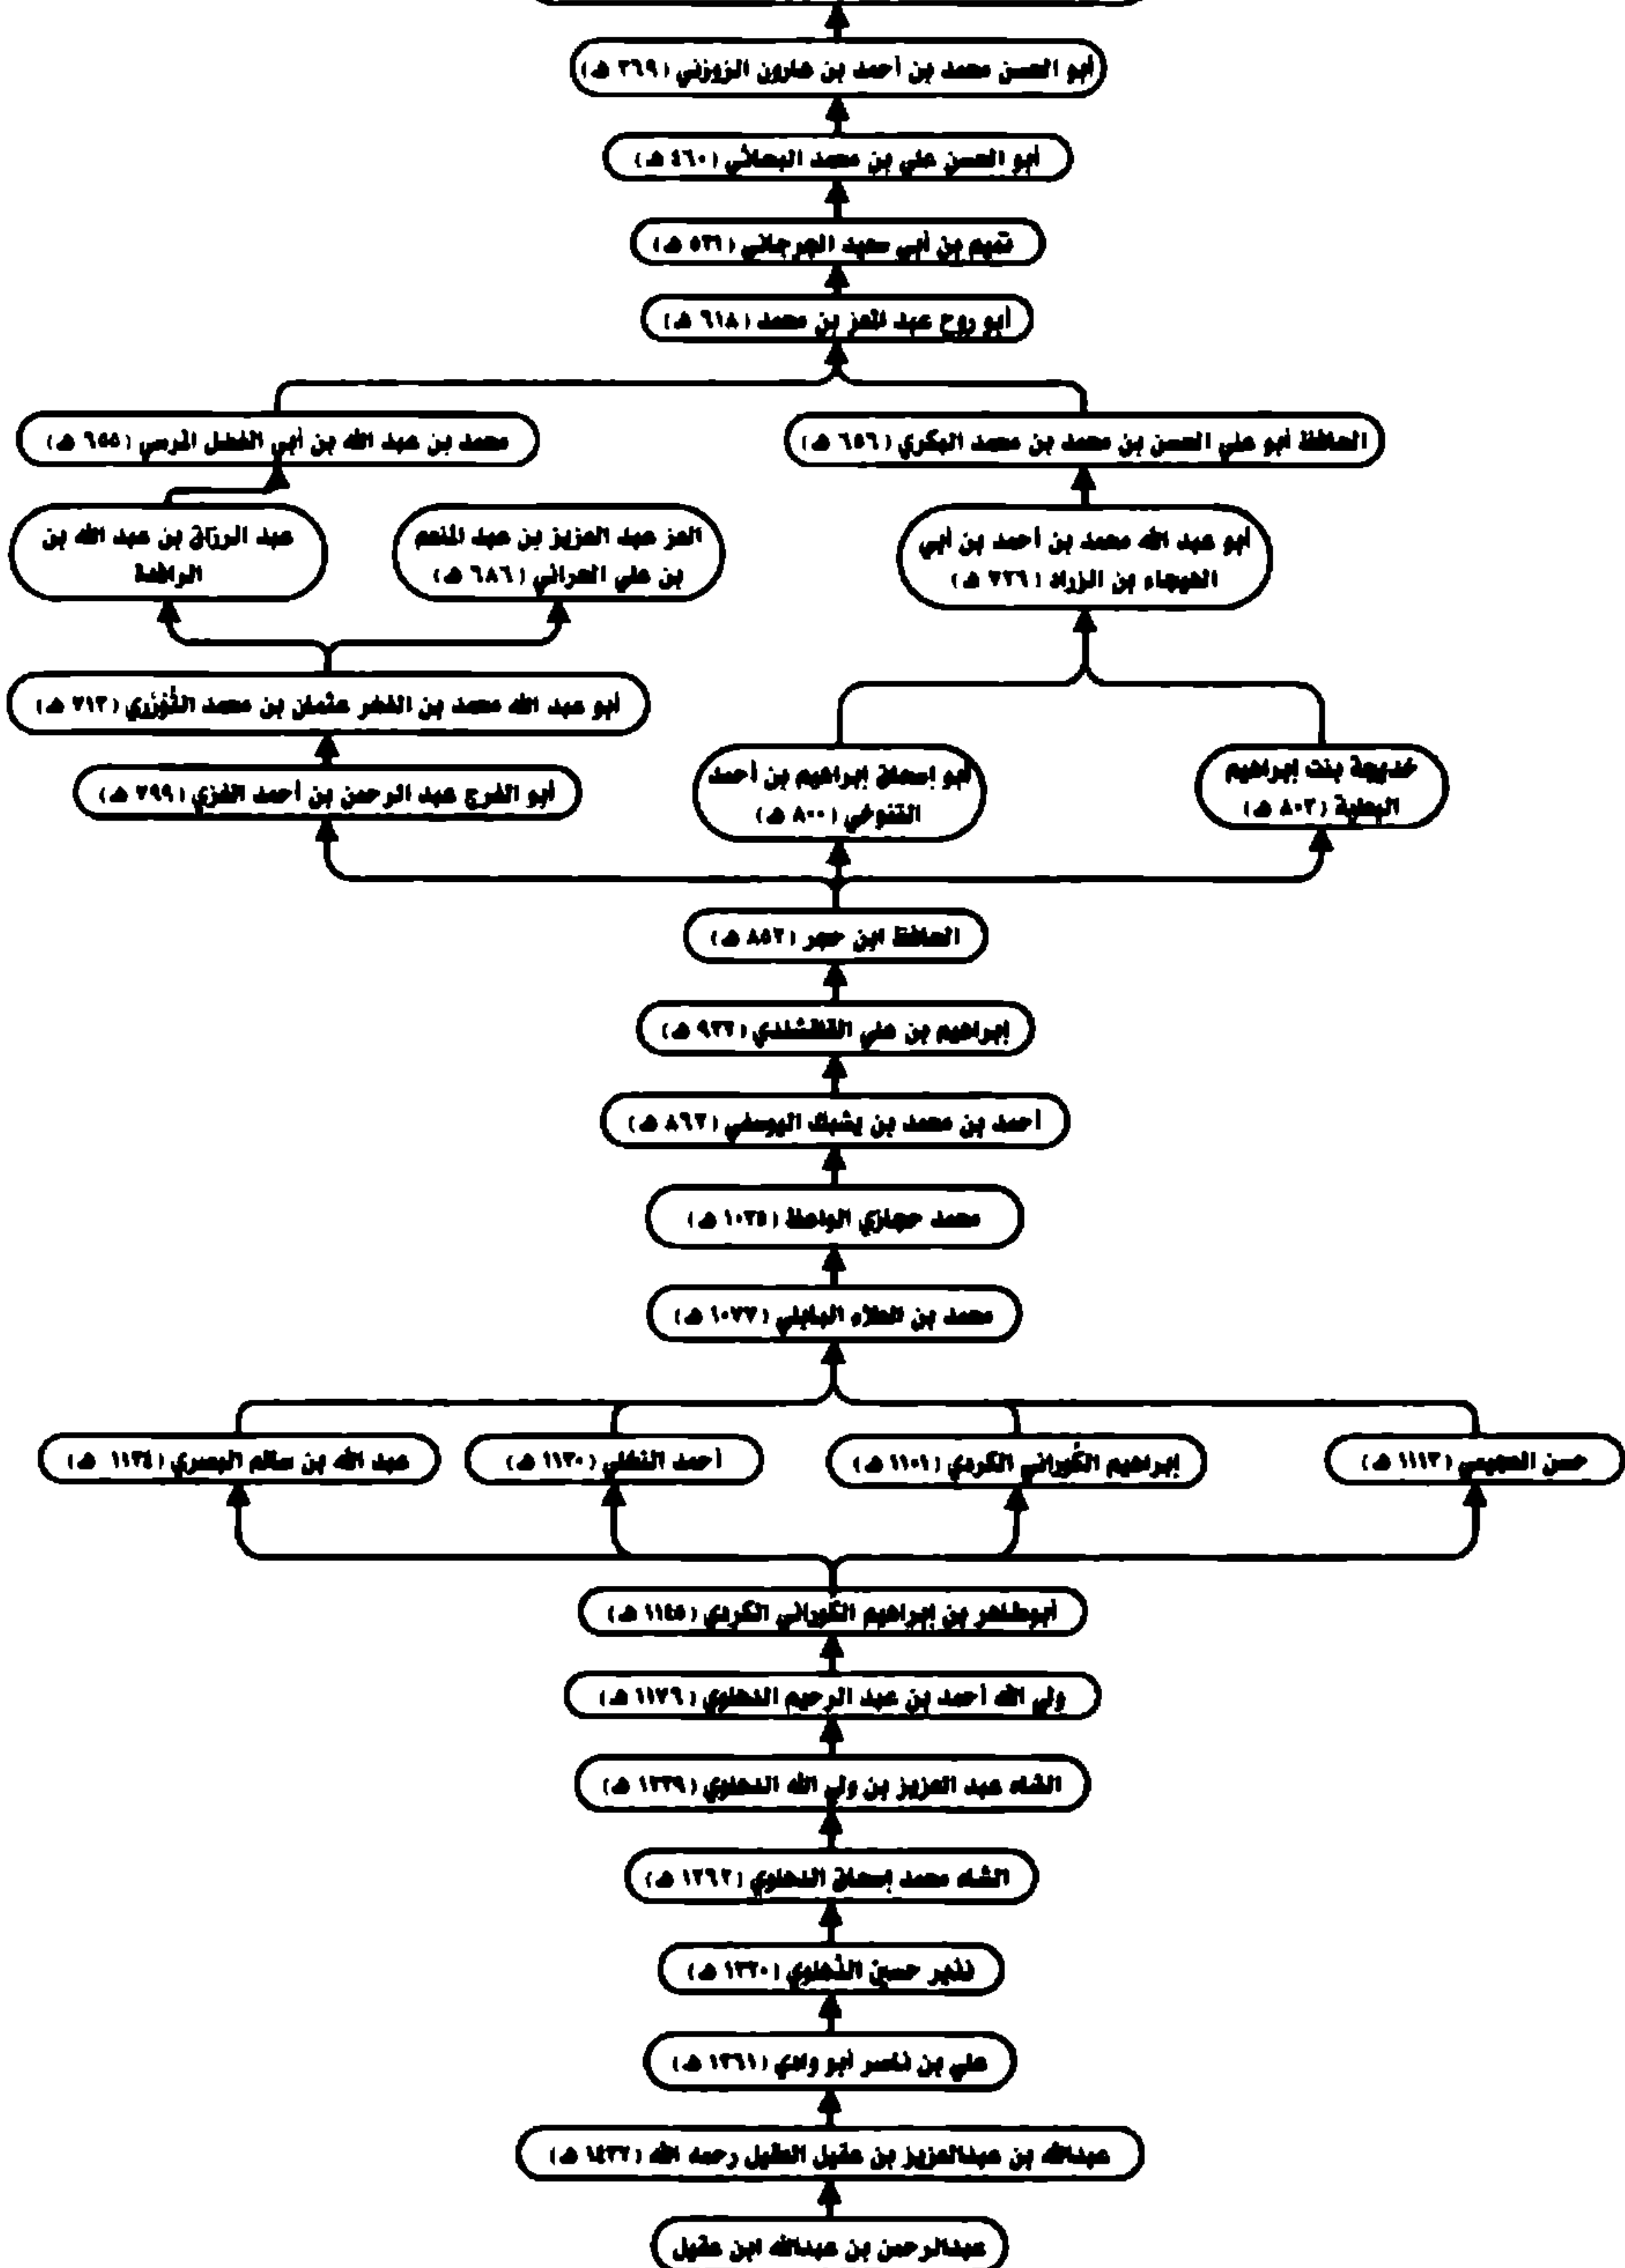 أبو الحسن محمد بن أحمد بن هارون الزوزني (٣٦٩ هـ)
أبو الحسن علي بن محمد البحاثي (٤٦٠ هـ)
تميم بن أبي سعيد الجرجاني (٥٣١ هـ)
أبو روح عبد المعز بن محمد (٦١٨ هـ)
الحافظ أبو علي الحسن بن محمد بن محمد البكري (٦٥٦ هـ)
محمد بن عبد الله بن أبي الفضل المرسي (٦٥٥ هـ)
أبو عبد الله محمد بن أحمد بن أبي
الهيجاء بن الزراد (٧٢٦ هـ)
العز عبد العزيز بن عبد المنعم
بن علي الحراني (٦٨٦ هـ)
عبد الرزاق بن عبد الله بن
أبو عبد الله محمد بن الفخر عثمان بن محمد التَّوْزَري (٧١٣ هـ)
خديجة بنت إبراهيم
البعلية (٨٠٣ هـ)
أبو إسحاق إبراهيم بن أحمد
التنوخي (٨٠٠ هـ)
أبو الفرج عبد الرحمن بن أحمد الغزي (٧٩٩ هـ)
الحافظ ابن حجر (٨٥٢ هـ)
إبراهيم بن علي القلقشندي (٩٢٢ هـ)
أحمد بن محمد بن يشبك اليوسفي (٨٦٢ هـ)
محمد حجازي الواعظ (١٠٣٥ هـ)
محمد بن العلاء البابلي (١٠٧٧ هـ)
حسن العجيمي (١١١٣ هـ)
إبراهيم الكُوراني الكردي (١١٠١ هـ)
أحمد النخلي (١١٣٠ هـ)
عبد الله بن سالم البصري (١١٣٤ هـ)
أبوطاهر بن إبراهيم الكوراني الكردي (١١٤٥ هـ)
ولي الله أحمد بن عبد الرحيم الدهلوي (١١٧٦ هـ)
الشاه عبد العزيز بن ولي الله الدهلوي (١٢٣٩ هـ)
الشاه محمد إسحاق الدهلوي (١٢٦٢ هـ)
نذير حسين الدهلوي (١٣٢٠ هـ)
علي بن ناصر أبو وادي (١٣٦١ هـ)
عبدالله بن عبدالعزيز بن عقيل العقيل رحمه الله (١٤٣٢ هـ)
عبدالرحمن بن عبدالله ابن عقيل